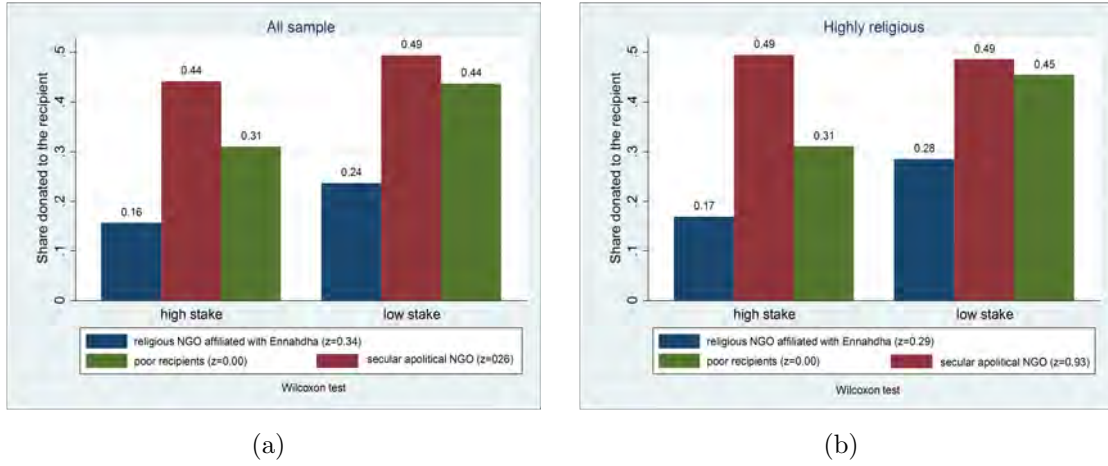 All sample
Share donated to the recipient
0 .1 .2 .3 .4 .5
0.16 0.44 0.31 0.24 0.49 0.44
high stake low stake
religious NGO affiliated with Ennahdha (z=0.34)
poor recipients (z=0.00) secular apolitical NGO (z=026)
Wilcoxon test
(a)
Highly religious
Share donated to the recipient
0 .1 .2 .3 .4 .5
0.17 0.49 0.31 0.28 0.49 0.45
high stake low stake
religious NGO affiliated with Ennahdha (z=0.29)
poor recipients (z=0.00) secular apolitical NGO (z=0.93)
Wilcoxon test
(b)